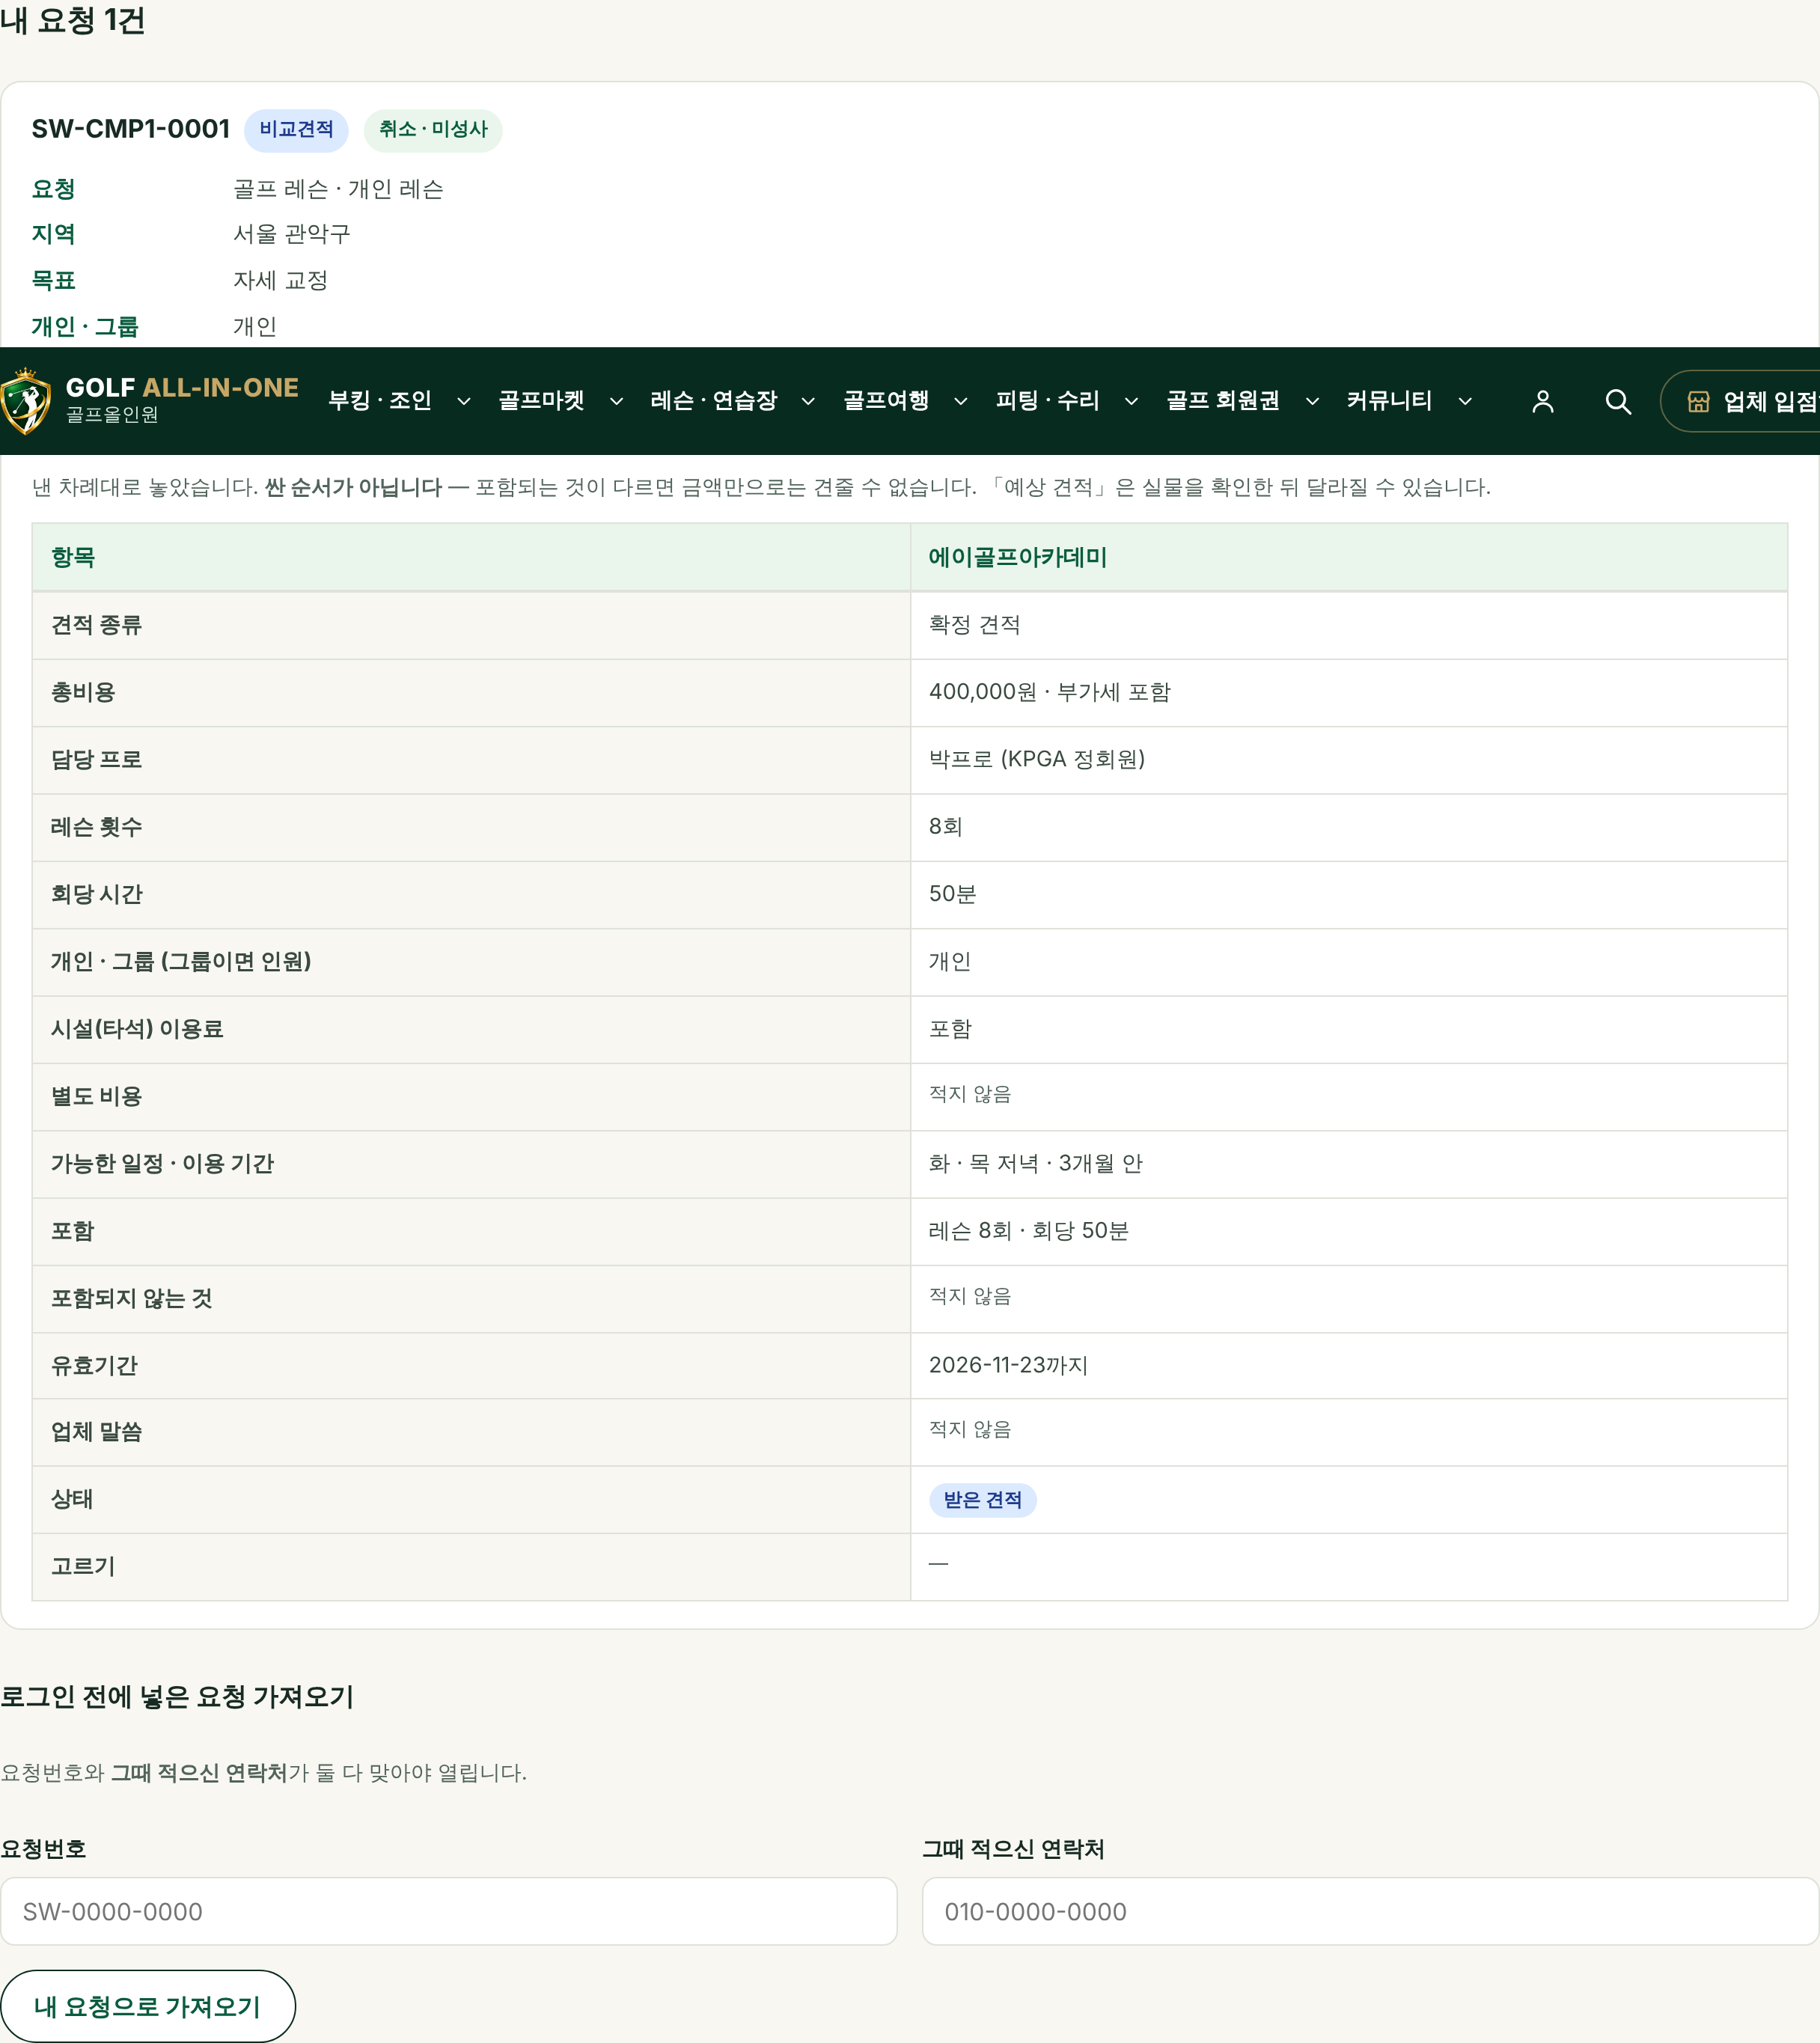 내 요청 1건
SW-CMP1-0001 비교견적 취소 · 미성사
요청 골프 레슨 · 개인 레슨
지역 서울 관악구
목표 자세 교정
개인 · 그룹 개인
GOLF ALL-IN-ONE
골프올인원
부킹 · 조인 골프마켓 레슨 · 연습장 골프여행 피팅 · 수리 골프 회원권 커뮤니티 업체 입점
낸 차례대로 놓았습니다. 싼 순서가 아닙니다 — 포함되는 것이 다르면 금액만으로는 견줄 수 없습니다. 「예상 견적」은 실물을 확인한 뒤 달라질 수 있습니다.
항목 에이골프아카데미
견적 종류 확정 견적
총비용 400,000원 · 부가세 포함
담당 프로 박프로 (KPGA 정회원)
레슨 횟수 8회
회당 시간 50분
개인 · 그룹 (그룹이면 인원) 개인
시설(타석) 이용료 포함
별도 비용 적지 않음
가능한 일정 · 이용 기간 화 · 목 저녁 · 3개월 안
포함 레슨 8회 · 회당 50분
포함되지 않는 것 적지 않음
유효기간 2026-11-23까지
업체 말씀 적지 않음
상태 받은 견적
고르기 —
로그인 전에 넣은 요청 가져오기
요청번호와 그때 적으신 연락처가 둘 다 맞아야 열립니다.
요청번호 그때 적으신 연락처
SW-0000-0000 010-0000-0000
내 요청으로 가져오기